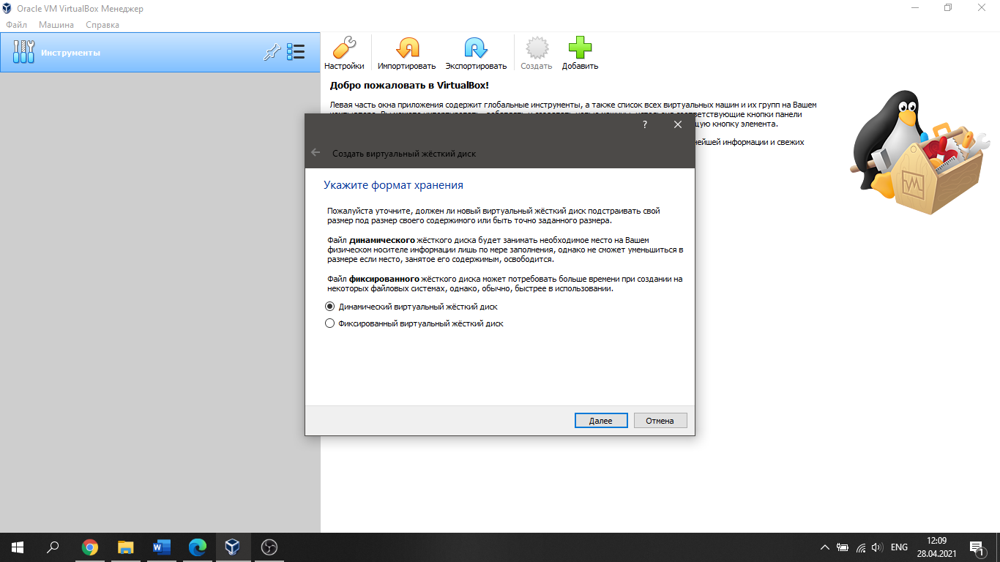 Oracle VM VirtualBox Менеджер
Файл Машина Справка
Инструменты
Настройки Импортировать Экспортировать Создать Добавить
Добро пожаловать в VirtualBox!
Левая часть окна приложения содержит глобальные инструменты, а также список всех виртуальных машин и их групп на Вашем
соответствующие кнопки панели
кнопку элемента.
информации и свежих
?
Создать виртуальный жёсткий диск
Укажите формат хранения
Пожалуйста уточните, должен ли новый виртуальный жёсткий диск подстраивать свой
размер под размер своего содержимого или быть точно заданного размера.
Файл динамического жёсткого диска будет занимать необходимое место на Вашем
физическом носителе информации лишь по мере заполнения, однако не сможет уменьшиться в
размере если место, занятое его содержимым, освободится.
Файл фиксированного жёсткого диска может потребовать больше времени при создании на
некоторых файловых системах, однако, обычно, быстрее в использовании.
Динамический виртуальный жёсткий диск
Фиксированный виртуальный жёсткий диск
Далее Отмена
ENG
12:09
28.04.2021
1